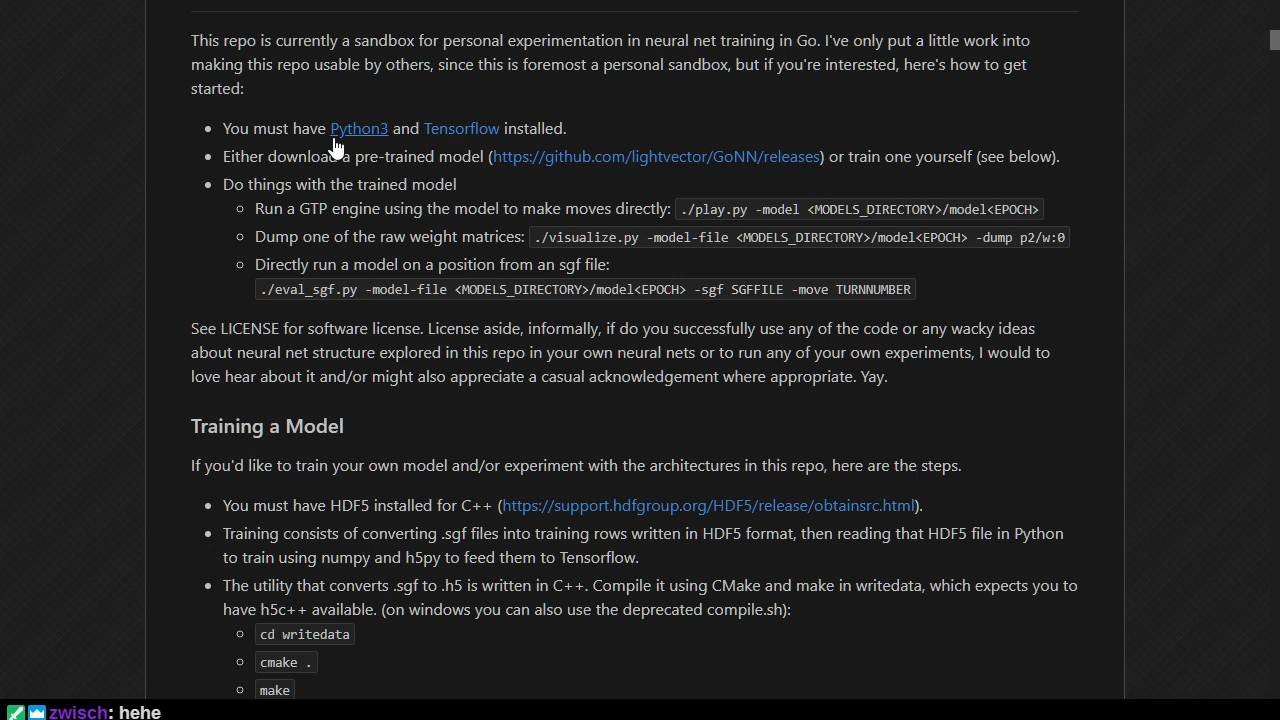 This repo is currently a sandbox for personal experimentation in neural net training in Go. I've only put a little work into
making this repo usable by others, since this is foremost a personal sandbox, but if you're interested, here's how to get
started:
You must have Python3 and Tensorflow installed.
Either download a pre-trained model (https://github.com/lightvector/GoNN/releases) or train one yourself (see below).
Do things with the trained model
Run a GTP engine using the model to make moves directly: ./play.py -model <MODELS_DIRECTORY>/model<EPOCH>
Dump one of the raw weight matrices: ./visualize.py -model-file <MODELS_DIRECTORY>/model<EPOCH> -dump p2/w:0
Directly run a model on a position from an sgf file:
./eval_sgf.py -model-file <MODELS_DIRECTORY>/model<EPOCH> -sgf SGFFILE -move TURNNUMBER
See LICENSE for software license. License aside, informally, if do you successfully use any of the code or any wacky ideas
about neural net structure explored in this repo in your own neural nets or to run any of your own experiments, I would to
love hear about it and/or might also appreciate a casual acknowledgement where appropriate. Yay.
Training a Model
If you'd like to train your own model and/or experiment with the architectures in this repo, here are the steps.
You must have HDF5 installed for C++ (https://support.hdfgroup.org/HDF5/release/obtainsrc.html).
Training consists of converting .sgf files into training rows written in HDF5 format, then reading that HDF5 file in Python
to train using numpy and h5py to feed them to Tensorflow.
The utility that converts .sgf to .h5 is written in C++. Compile it using CMake and make in writedata, which expects you to
have h5c++ available. (on windows you can also use the deprecated compile.sh):
cd writedata
cmake .
make
zwisch: hehe